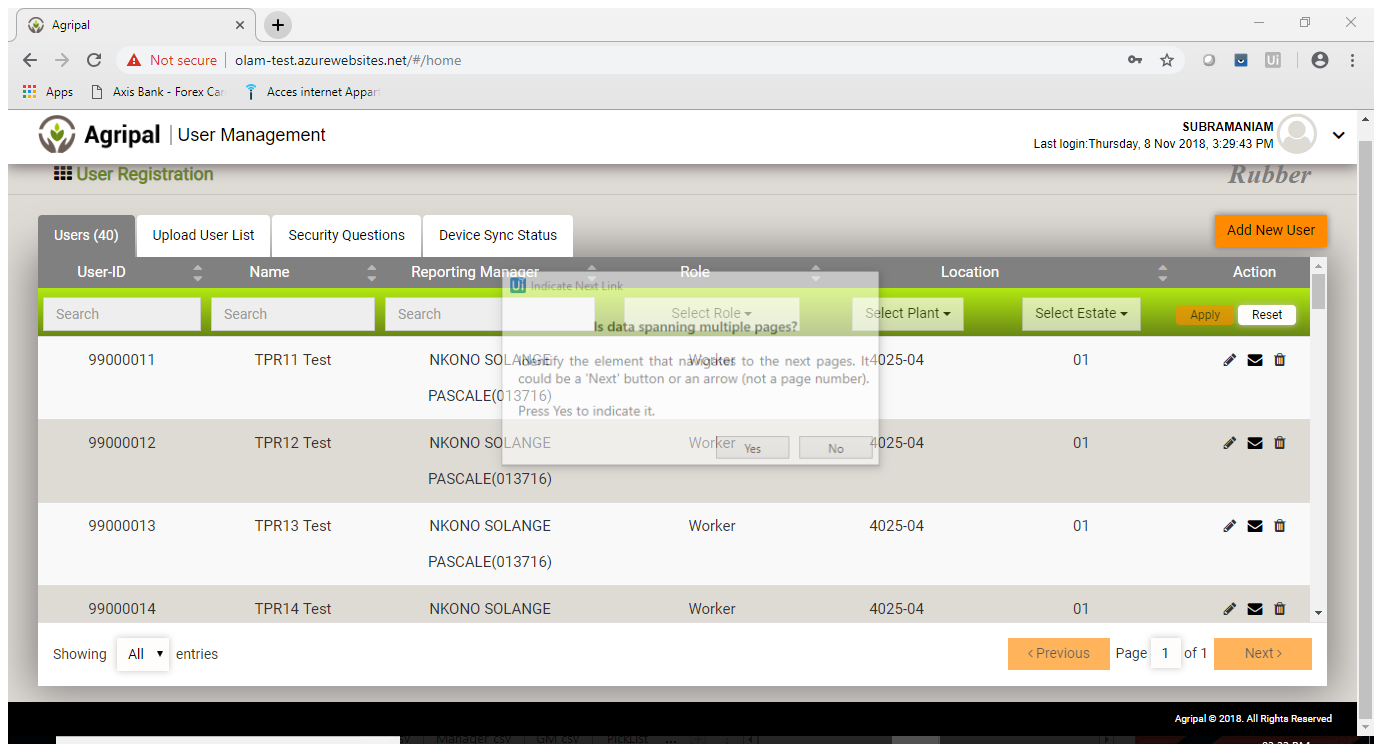 Agripal
Not secure | olam-test.azurewebsites.net/#/home
Apps Axis Bank - Forex Car Acces internet Appart
Agripal | User Management
SUBRAMANIAM
Last login:Thursday, 8 Nov 2018, 3:29:43 PM
User Registration
Rubber
Users (40) Upload User List Security Questions Device Sync Status Add New User
User-ID Name Reporting Manager Role Location Action
Ui Indicate Next Link
Search Search Search Select Role Select Plant Select Estate Apply Reset
Is data spanning multiple pages?
99000011 TPR11 Test NKONO SOLANGE Worker 4025-04 01
Identify the element that navigates to the next pages. It
could be a 'Next' button or an arrow (not a page number).
PASCALE(013716)
Press Yes to indicate it.
99000012 TPR12 Test NKONO SOLANGE Worker 4025-04 01
Yes No
PASCALE(013716)
99000013 TPR13 Test NKONO SOLANGE Worker 4025-04 01
PASCALE(013716)
99000014 TPR14 Test NKONO SOLANGE Worker 4025-04 01
Showing All entries < Previous Page 1 of 1 Next >
Agripal © 2018. All Rights Reserved